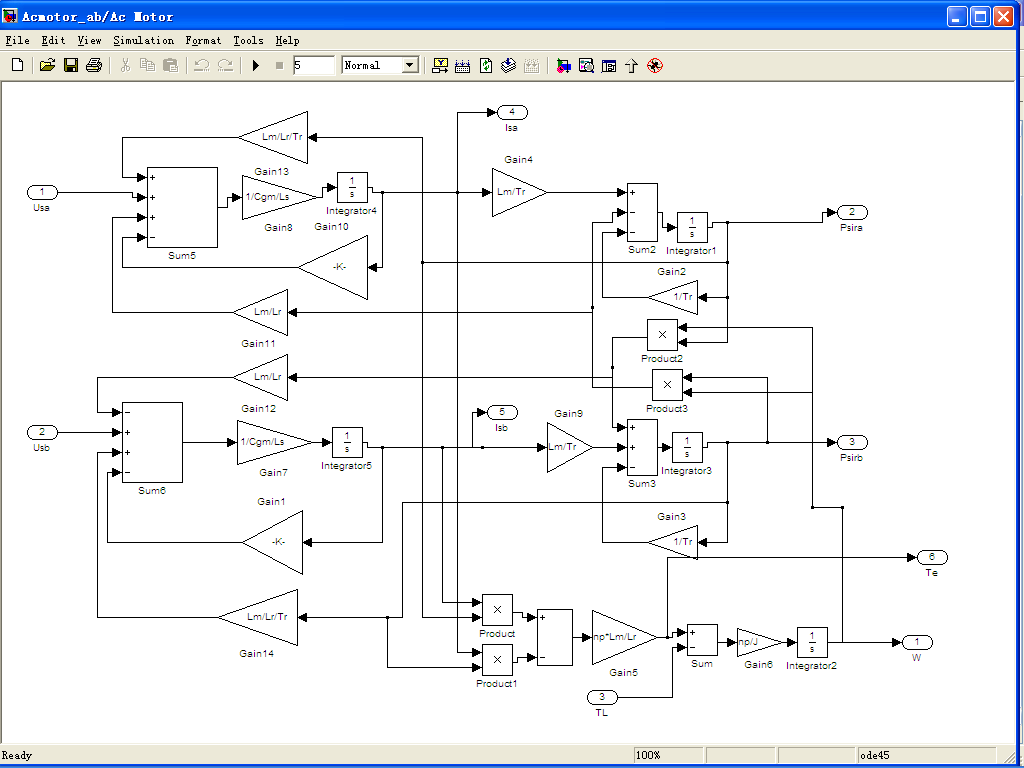 Acmotor_ab/Ac Motor
File Edit View Simulation Format Tools Help
5 Normal
4
Isa
Lm/Lr/Tr
Gain13
Gain4
1
Usa
+
+
+
−
Sum5
1/Cgm/Ls
Gain8
1
s
Integrator4
Gain10
-K-
Lm/Tr
+
−
−
Sum2
1
s
Integrator1
2
Psira
Gain2
1/Tr
Lm/Lr
Gain11
×
Product2
Lm/Lr
Gain12
×
Product3
2
Usb
−
+
+
−
Sum6
1/Cgm/Ls
Gain7
1
s
Integrator5
5
Isb
Gain9
Lm/Tr
+
+
−
Sum3
1
s
Integrator3
3
Psirb
Gain1
-K-
Gain3
1/Tr
6
Te
Lm/Lr/Tr
Gain14
×
Product
×
Product1
+
−
np*Lm/Lr
Gain5
+
−
Sum
np/J
Gain6
1
s
Integrator2
1
W
3
TL
Ready 100% ode45